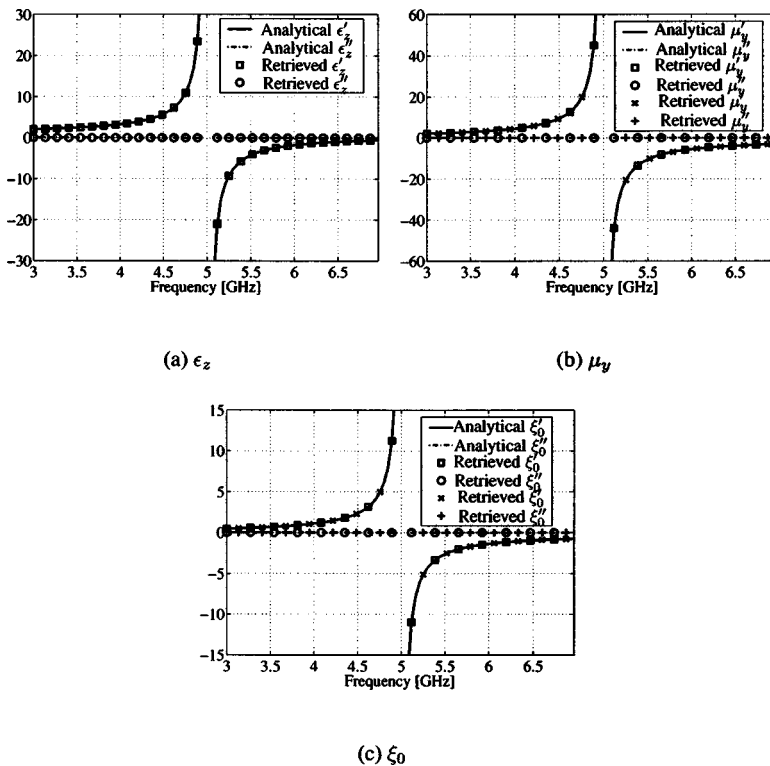 30
20
10
0
-10
-20
-30
3 3.5 4 4.5 5 5.5 6 6.5
Frequency [GHz]
Analytical ϵ′z
Analytical ϵ″z
Retrieved ϵ′z
Retrieved ϵ″z
(a) ϵz
60
40
20
0
-20
-40
-60
3 3.5 4 4.5 5 5.5 6 6.5
Frequency [GHz]
Analytical μ′y
Analytical μ″y
Retrieved μ′y
Retrieved μ″y
Retrieved μ′y
Retrieved μ″y
(b) μy
15
10
5
0
-5
-10
-15
3 3.5 4 4.5 5 5.5 6 6.5
Frequency [GHz]
Analytical ξ′0
Analytical ξ″0
Retrieved ξ′0
Retrieved ξ″0
Retrieved ξ′0
Retrieved ξ″0
(c) ξ0